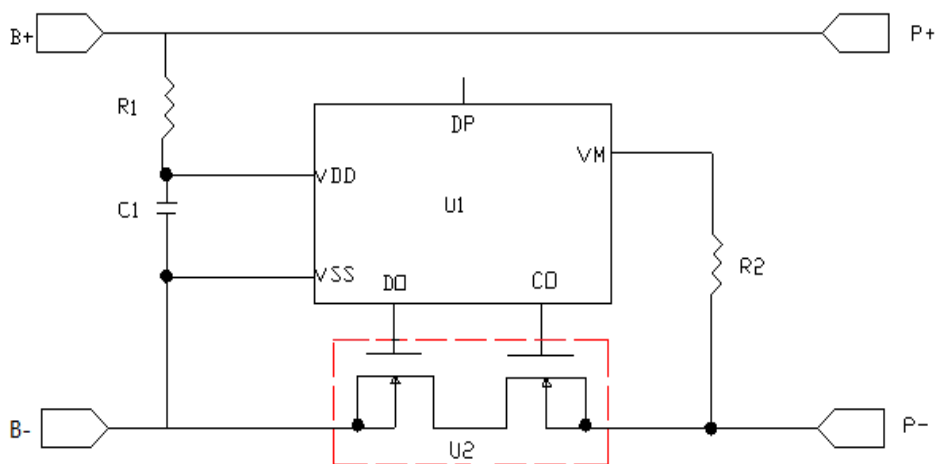 B+
P+
R1
DP
VM
VDD
C1
U1
VSS
DO
CO
R2
B-
P-
U2